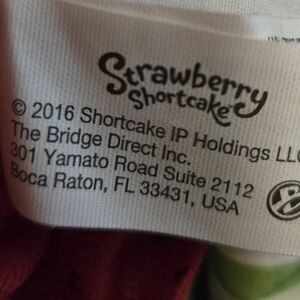 Strawberry
Shortcake
© 2016 Shortcake IP Holdings LLC
The Bridge Direct Inc.
301 Yamato Road Suite 2112
Boca Raton, FL 33431, USA